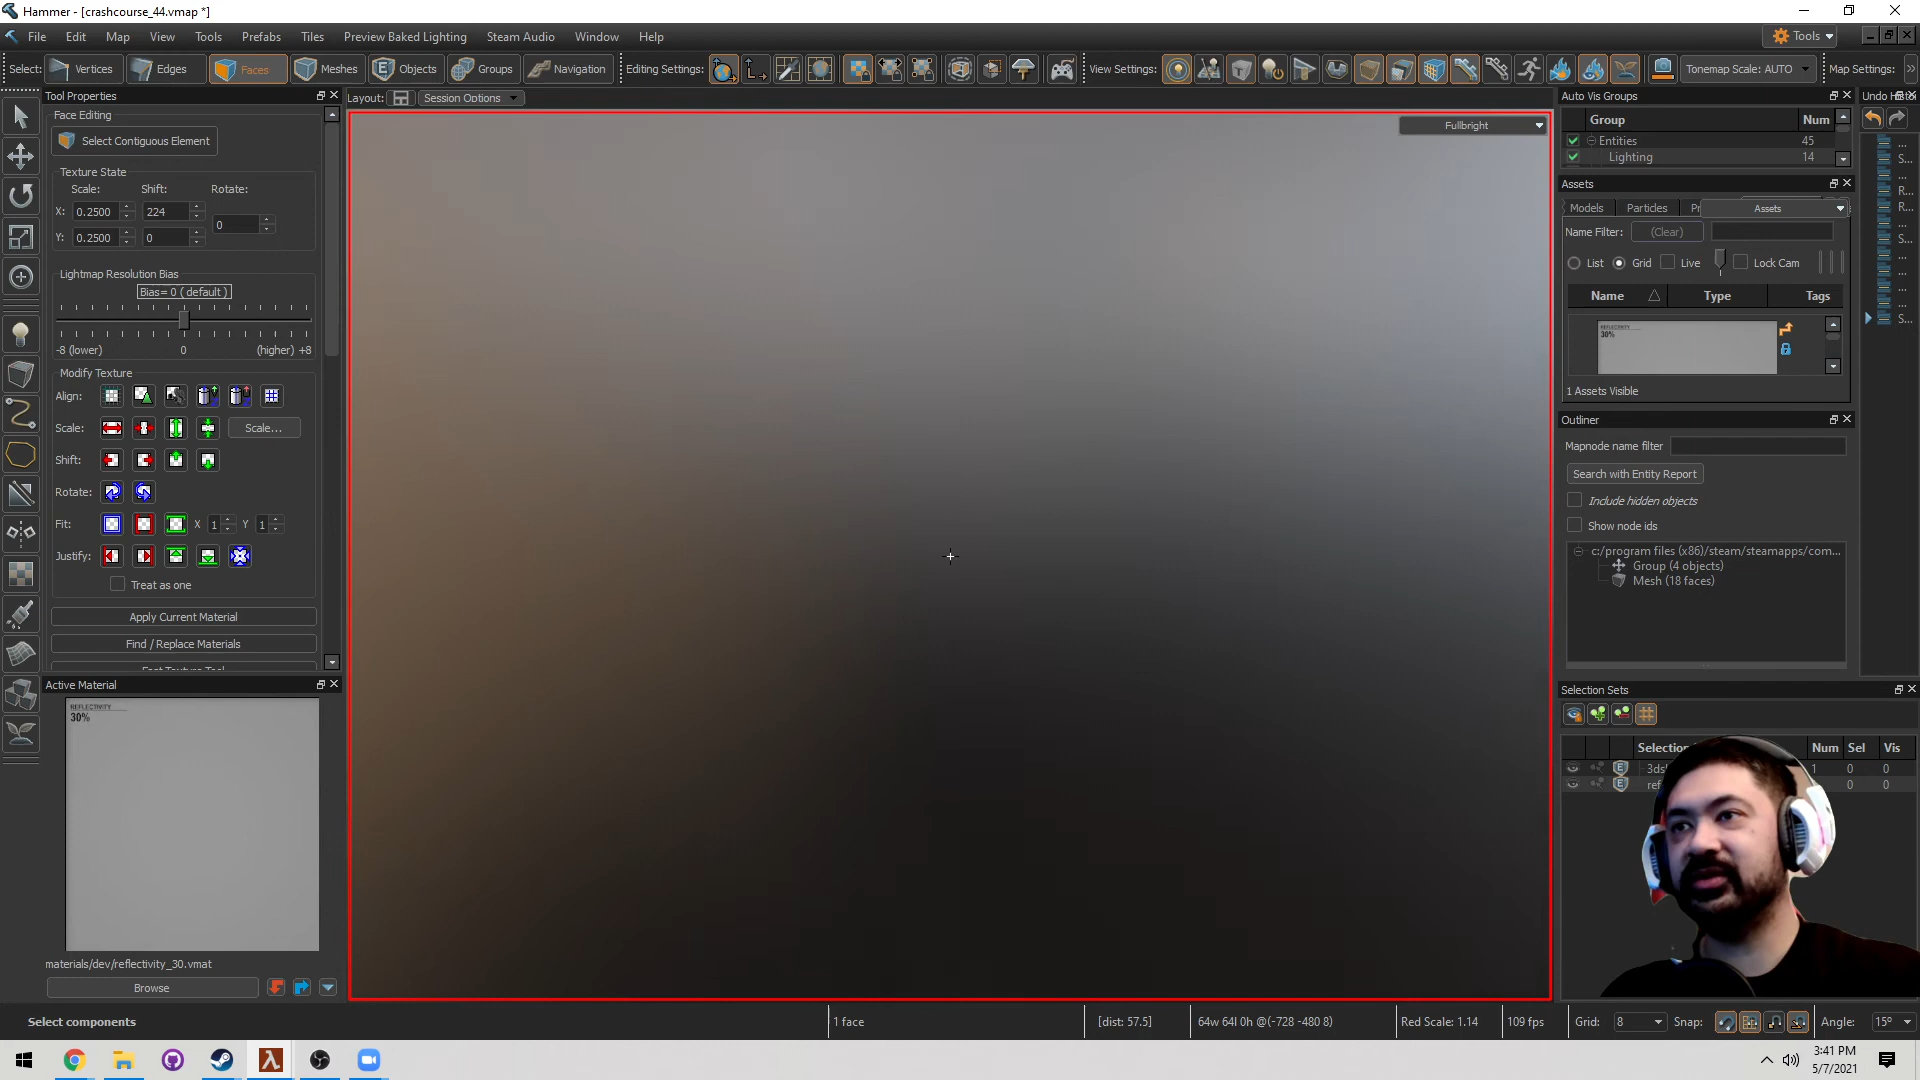 Hammer - [crashcourse_44.vmap *]
File Edit Map View Tools Prefabs Tiles Preview Baked Lighting Steam Audio Window Help
Tools
Select: Vertices Edges Faces Meshes Objects Groups Navigation Editing Settings: View Settings: Tonemap Scale: AUTO Map Settings:
Tool Properties
Face Editing
Select Contiguous Element
Texture State
Scale: Shift: Rotate:
X: 0.2500 224 0
Y: 0.2500 0
Lightmap Resolution Bias
Bias= 0 ( default )
-8 (lower) 0 (higher) +8
Modify Texture
Align:
Scale: Scale...
Shift:
Rotate:
Fit: X 1 Y 1
Justify:
Treat as one
Apply Current Material
Find / Replace Materials
Fast Texture Tool
Active Material
REFLECTIVITY
30%
materials/dev/reflectivity_30.vmat
Browse
Layout: Session Options
Fullbright
Auto Vis Groups
Group Num
Entities 45
Lighting 14
Assets
Models Particles Assets
Name Filter: (Clear)
List Grid Live Lock Cam
Name Type Tags
REFLECTIVITY
30%
1 Assets Visible
Outliner
Mapnode name filter
Search with Entity Report
Include hidden objects
Show node ids
c:/program files (x86)/steam/steamapps/com...
Group (4 objects)
Mesh (18 faces)
Selection Sets
Num Sel Vis
1 0 0
0 0
...
S...
...
R...
R...
...
S...
...
...
...
S...
Select components
1 face
[dist: 57.5]
64w 64l 0h @(-728 -480 8)
Red Scale: 1.14
109 fps
Grid: 8
Snap:
Angle: 15º
3:41 PM
5/7/2021